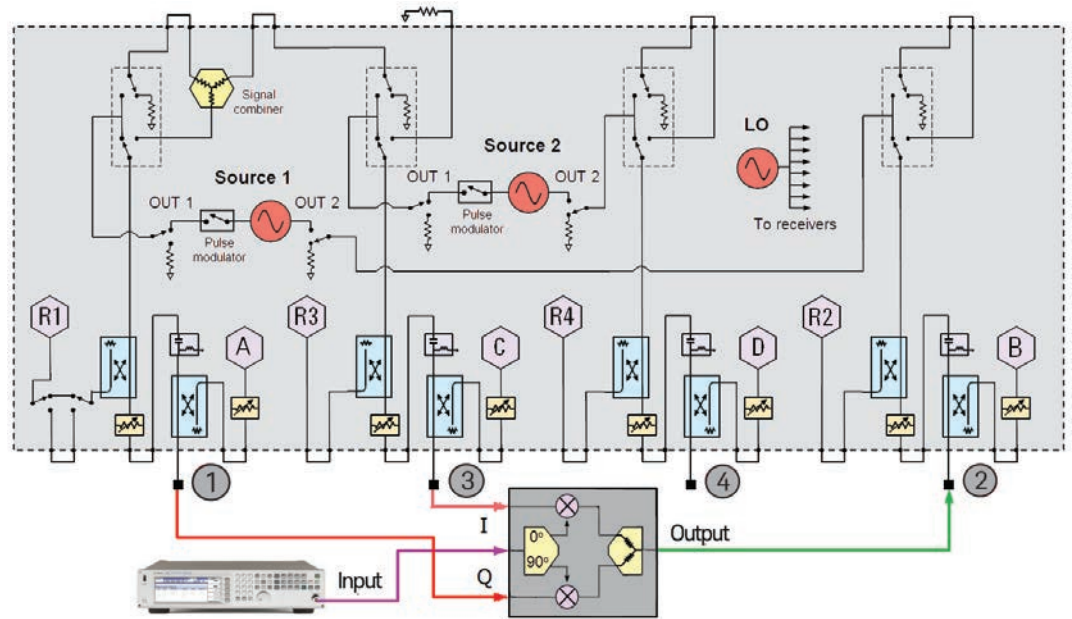 Signal
combiner
Source 1
OUT 1
OUT 2
Pulse
modulator
Source 2
OUT 1
OUT 2
Pulse
modulator
LO
To receivers
R1
A
R3
C
R4
D
R2
B
1
3
4
2
I
0°
90°
Q
Input
Output